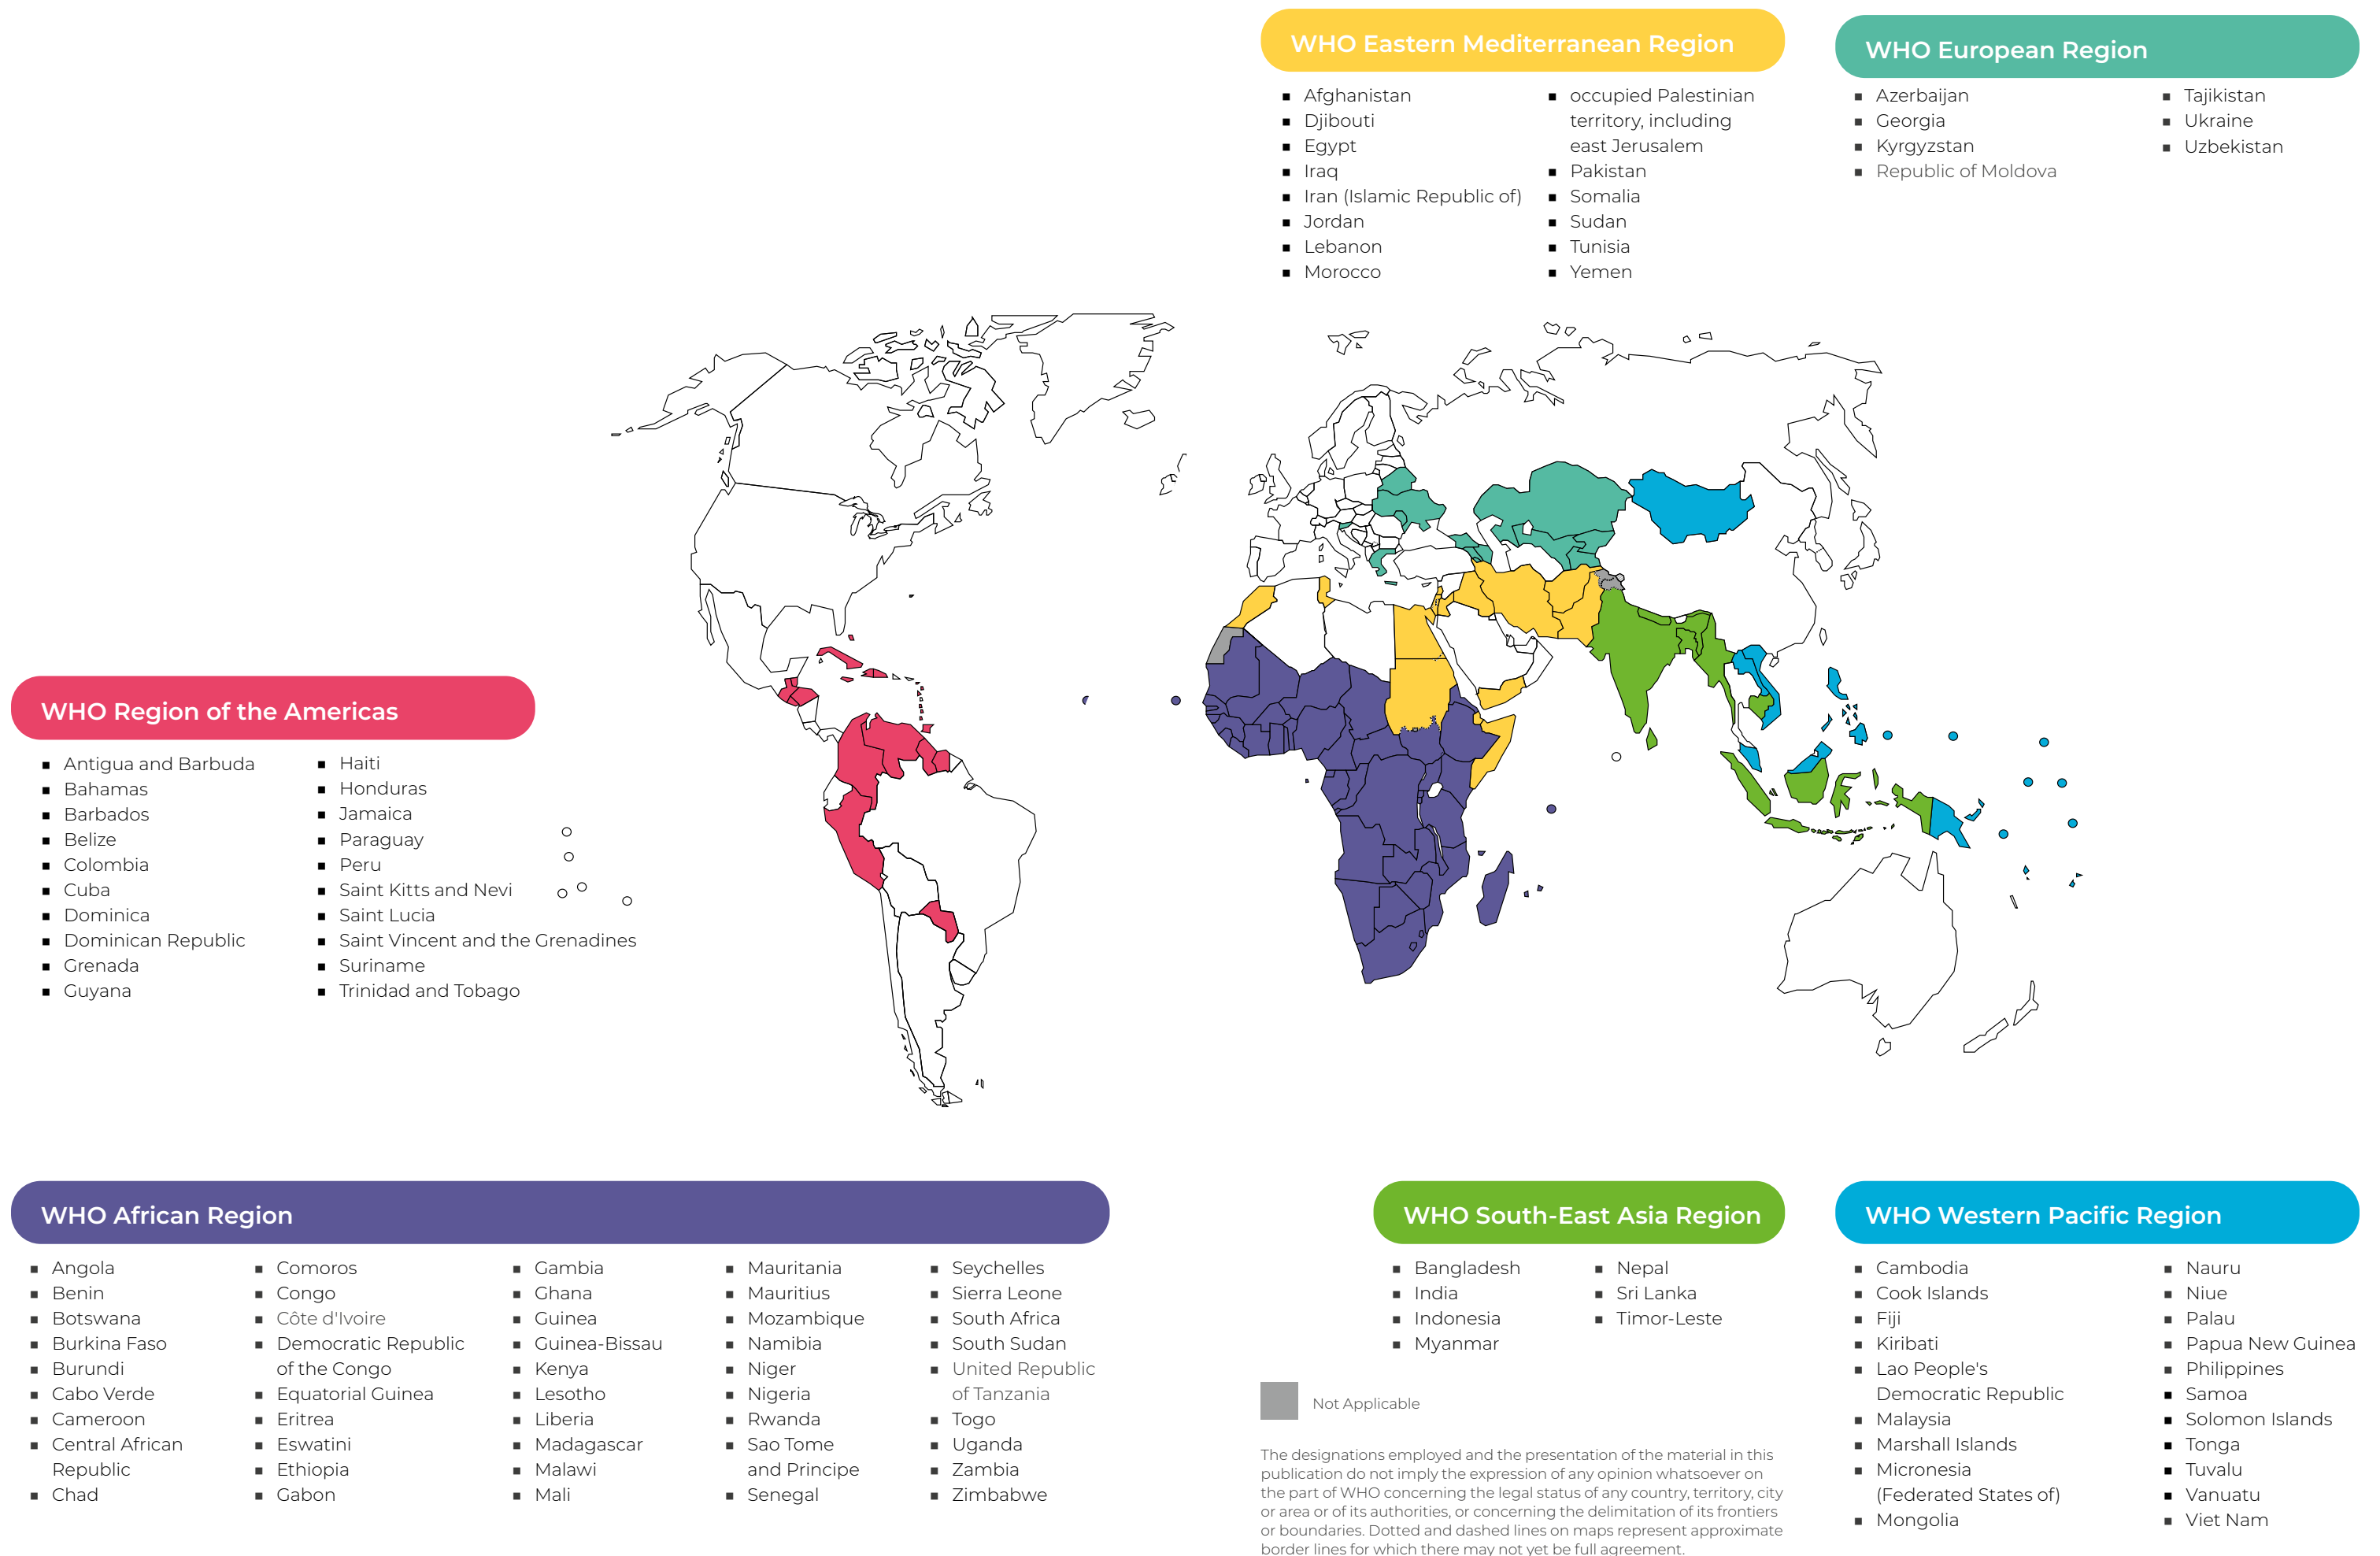 WHO Eastern Mediterranean Region
Afghanistan
Djibouti
Egypt
Iraq
Iran (Islamic Republic of)
Jordan
Lebanon
Morocco
occupied Palestinian
territory, including
east Jerusalem
Pakistan
Somalia
Sudan
Tunisia
Yemen
WHO European Region
Azerbaijan
Georgia
Kyrgyzstan
Republic of Moldova
Tajikistan
Ukraine
Uzbekistan
WHO Region of the Americas
Antigua and Barbuda
Bahamas
Barbados
Belize
Colombia
Cuba
Dominica
Dominican Republic
Grenada
Guyana
Haiti
Honduras
Jamaica
Paraguay
Peru
Saint Kitts and Nevi
Saint Lucia
Saint Vincent and the Grenadines
Suriname
Trinidad and Tobago
WHO African Region
Angola
Benin
Botswana
Burkina Faso
Burundi
Cabo Verde
Cameroon
Central African
Republic
Chad
Comoros
Congo
Côte d'Ivoire
Democratic Republic
of the Congo
Equatorial Guinea
Eritrea
Eswatini
Ethiopia
Gabon
Gambia
Ghana
Guinea
Guinea-Bissau
Kenya
Lesotho
Liberia
Madagascar
Malawi
Mali
Mauritania
Mauritius
Mozambique
Namibia
Niger
Nigeria
Rwanda
Sao Tome
and Principe
Senegal
Seychelles
Sierra Leone
South Africa
South Sudan
United Republic
of Tanzania
Togo
Uganda
Zambia
Zimbabwe
WHO South-East Asia Region
Bangladesh
India
Indonesia
Myanmar
Nepal
Sri Lanka
Timor-Leste
Not Applicable
The designations employed and the presentation of the material in this
publication do not imply the expression of any opinion whatsoever on
the part of WHO concerning the legal status of any country, territory, city
or area or of its authorities, or concerning the delimitation of its frontiers
or boundaries. Dotted and dashed lines on maps represent approximate
border lines for which there may not yet be full agreement.
WHO Western Pacific Region
Cambodia
Cook Islands
Fiji
Kiribati
Lao People's
Democratic Republic
Malaysia
Marshall Islands
Micronesia
(Federated States of)
Mongolia
Nauru
Niue
Palau
Papua New Guinea
Philippines
Samoa
Solomon Islands
Tonga
Tuvalu
Vanuatu
Viet Nam